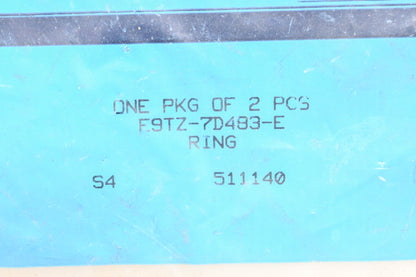 ONE PKG OF 2 PCS
E9TZ-7D483-E
RING
S4 511140